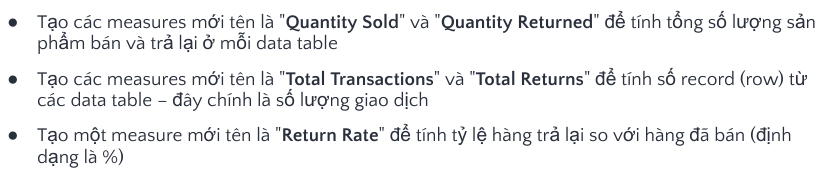 ● Tạo các measures mới tên là "Quantity Sold" và "Quantity Returned" để tính tổng số lượng sản
phẩm bán và trả lại ở mỗi data table
● Tạo các measures mới tên là "Total Transactions" và "Total Returns" để tính số record (row) từ
các data table – đây chính là số lượng giao dịch
● Tạo một measure mới tên là "Return Rate" để tính tỷ lệ hàng trả lại so với hàng đã bán (định
dạng là %)